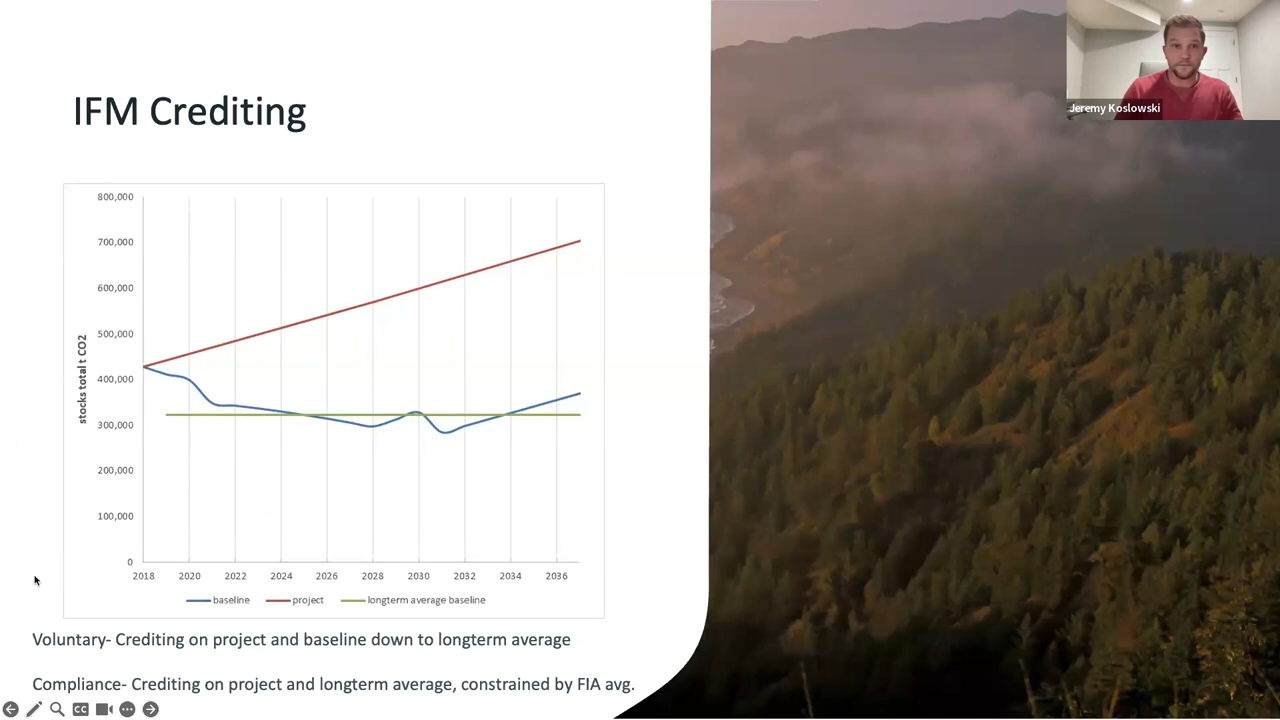 Jeremy Koslowski
IFM Crediting
800,000
700,000
600,000
500,000
400,000
300,000
200,000
100,000
0
stocks total t CO2
2018 2020 2022 2024 2026 2028 2030 2032 2034 2036
baseline project longterm average baseline
Voluntary- Crediting on project and baseline down to longterm average
Compliance- Crediting on project and longterm average, constrained by FIA avg.
CC